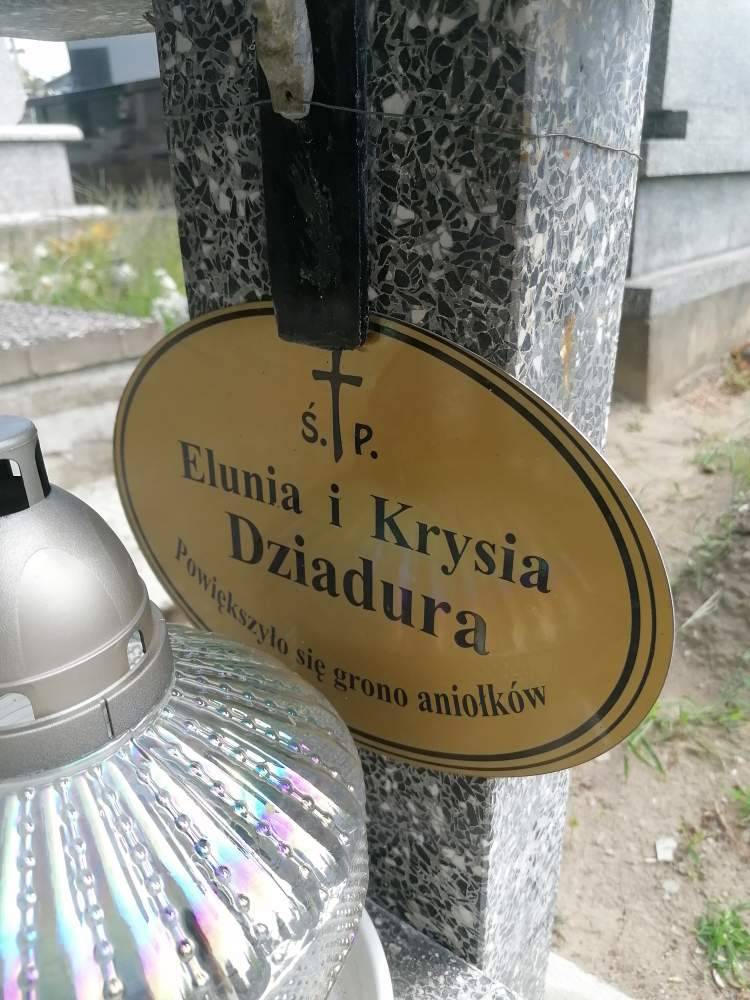 Ś. P.
Elunia i Krysia
Dziadura
Powiększyło się grono aniołków